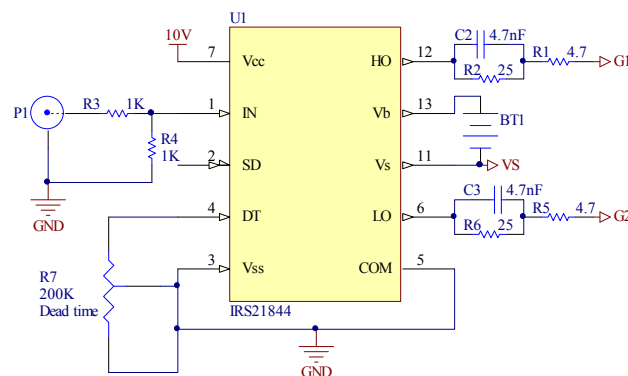 U1
10V
7
Vcc
HO
12
C2
4.7nF
R1
4.7
G1
R2
25
P1
R3
1K
1
IN
Vb
13
BT1
R4
1K
2
SD
Vs
11
VS
GND
C3
4.7nF
4
DT
LO
6
R6
25
R5
4.7
G2
R7
200K
Dead time
3
Vss
COM
5
IRS21844
GND